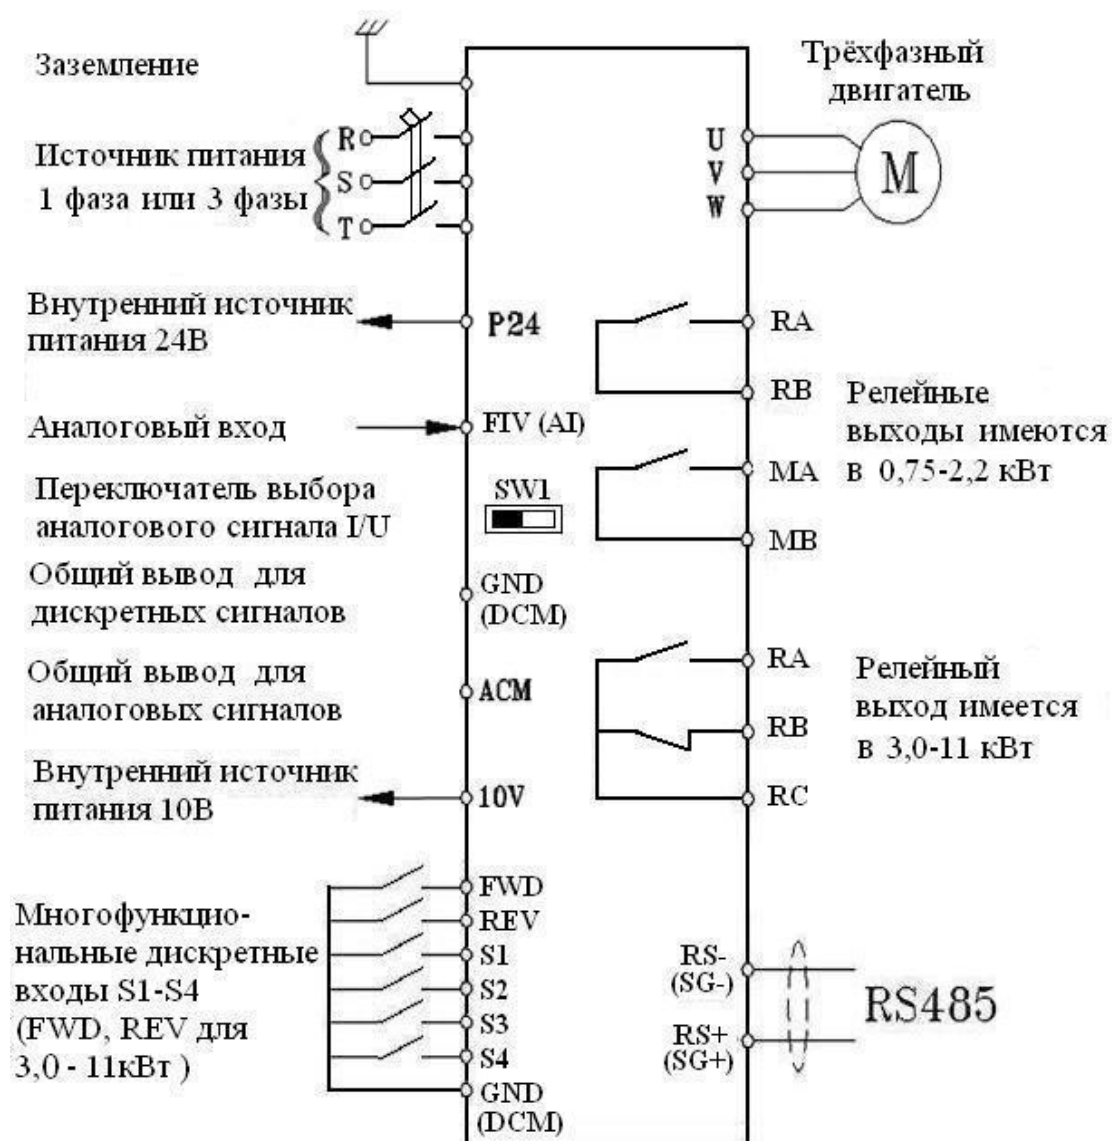 Заземление
Источник питания
1 фаза или 3 фазы
R
S
T
Трёхфазный
двигатель
U
V
W
M
Внутренний источник
питания 24В
P24
Аналоговый вход
FIV (AI)
Переключатель выбора
аналогового сигнала I/U
SW1
Общий вывод для
дискретных сигналов
GND
(DCM)
Общий вывод для
аналоговых сигналов
ACM
Внутренний источник
питания 10В
10V
Многофункцио-
нальные дискретные
входы S1-S4
(FWD, REV для
3,0 - 11кВт )
FWD
REV
S1
S2
S3
S4
GND
(DCM)
RA
RB
MA
MB
Релейные
выходы имеются
в 0,75-2,2 кВт
RA
RB
RC
Релейный
выход имеется
в 3,0-11 кВт
RS-
(SG-)
RS+
(SG+)
RS485